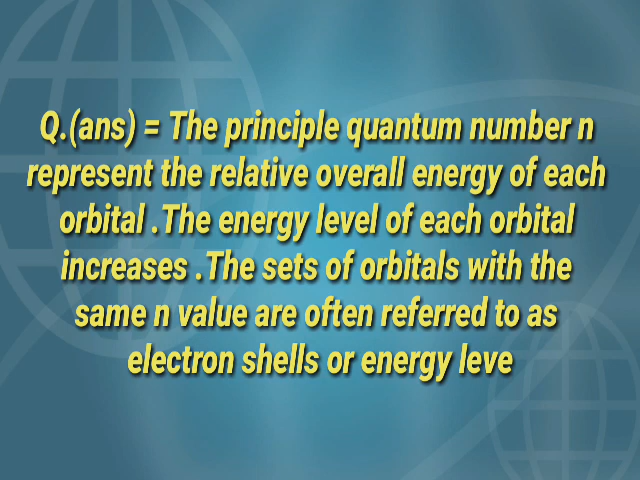 Q.(ans) = The principle quantum number n
represent the relative overall energy of each
orbital .The energy level of each orbital
increases .The sets of orbitals with the
same n value are often referred to as
electron shells or energy leve